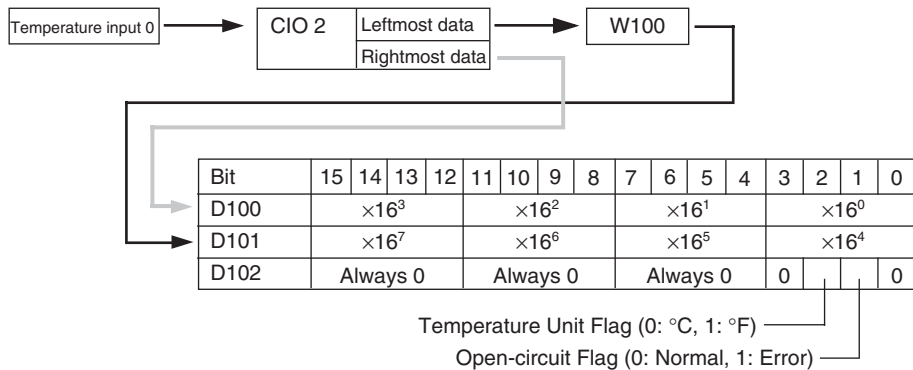 Temperature input 0
CIO 2
Leftmost data
W100
Rightmost data
Bit 15 14 13 12 11 10 9 8 7 6 5 4 3 2 1 0
D100 ×16³ ×16² ×16¹ ×16⁰
D101 ×16⁷ ×16⁶ ×16⁵ ×16⁴
D102 Always 0 Always 0 Always 0 0 0
Temperature Unit Flag (0: °C, 1: °F)
Open-circuit Flag (0: Normal, 1: Error)